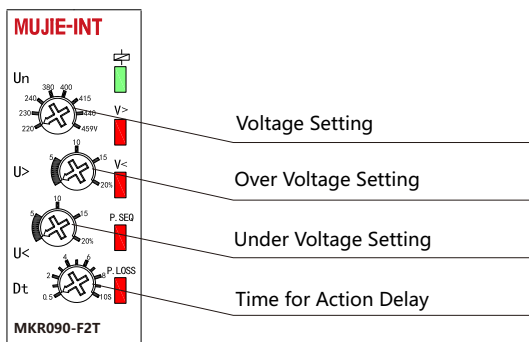 MUJIE-INT
Un
380 400
240 415
230 440
220 459V
V>
Voltage Setting
U>
10
5 15
20%
V<
Over Voltage Setting
10
5 15
20%
U<
P.SEQ
Under Voltage Setting
Dt
4 6
2 8
0.5 10S
P.LOSS
Time for Action Delay
MKR090-F2T